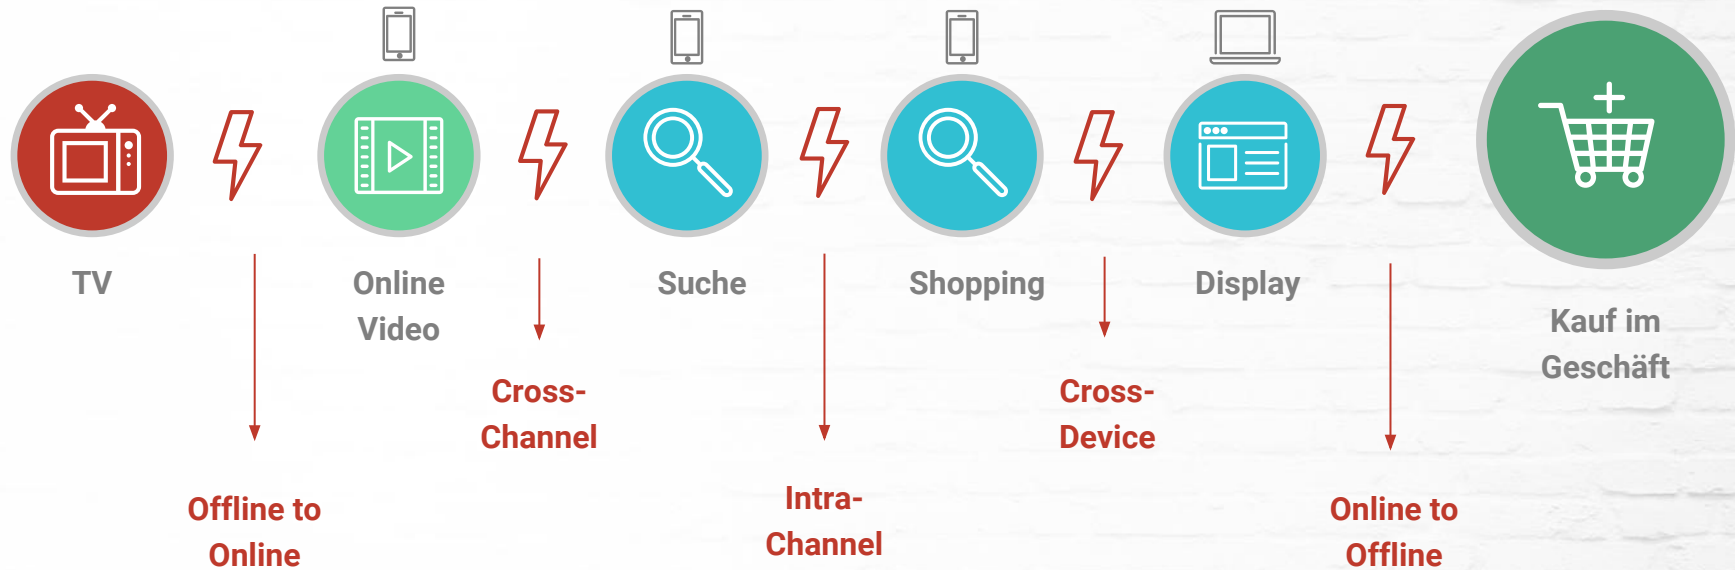 TV
Online
Video
Suche
Shopping
Display
Kauf im
Geschäft
Cross-
Channel
Cross-
Device
Offline to
Online
Intra-
Channel
Online to
Offline